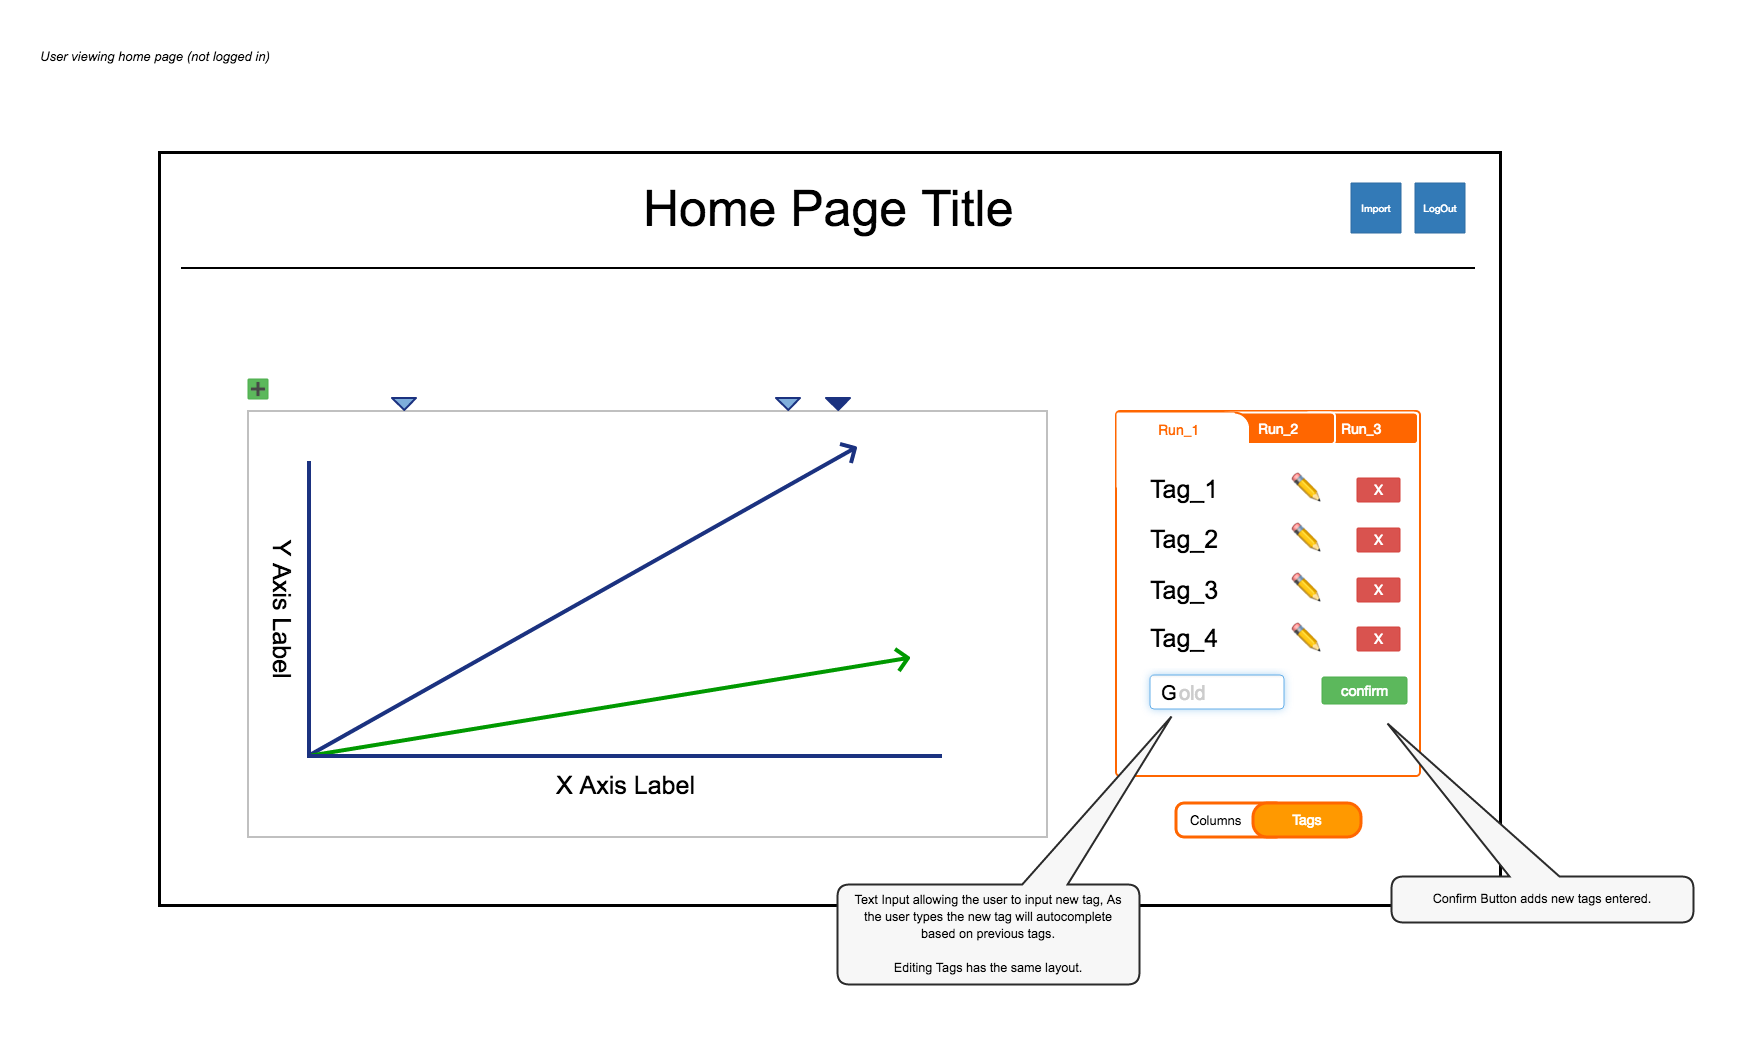 User viewing home page (not logged in)
Home Page Title
Import
LogOut
Run_1
Run_2
Run_3
Tag_1
X
Tag_2
X
Tag_3
X
Tag_4
X
Gold
confirm
Y Axis Label
X Axis Label
Columns
Tags
Text Input allowing the user to input new tag, As
the user types the new tag will autocomplete
based on previous tags.
Editing Tags has the same layout.
Confirm Button adds new tags entered.